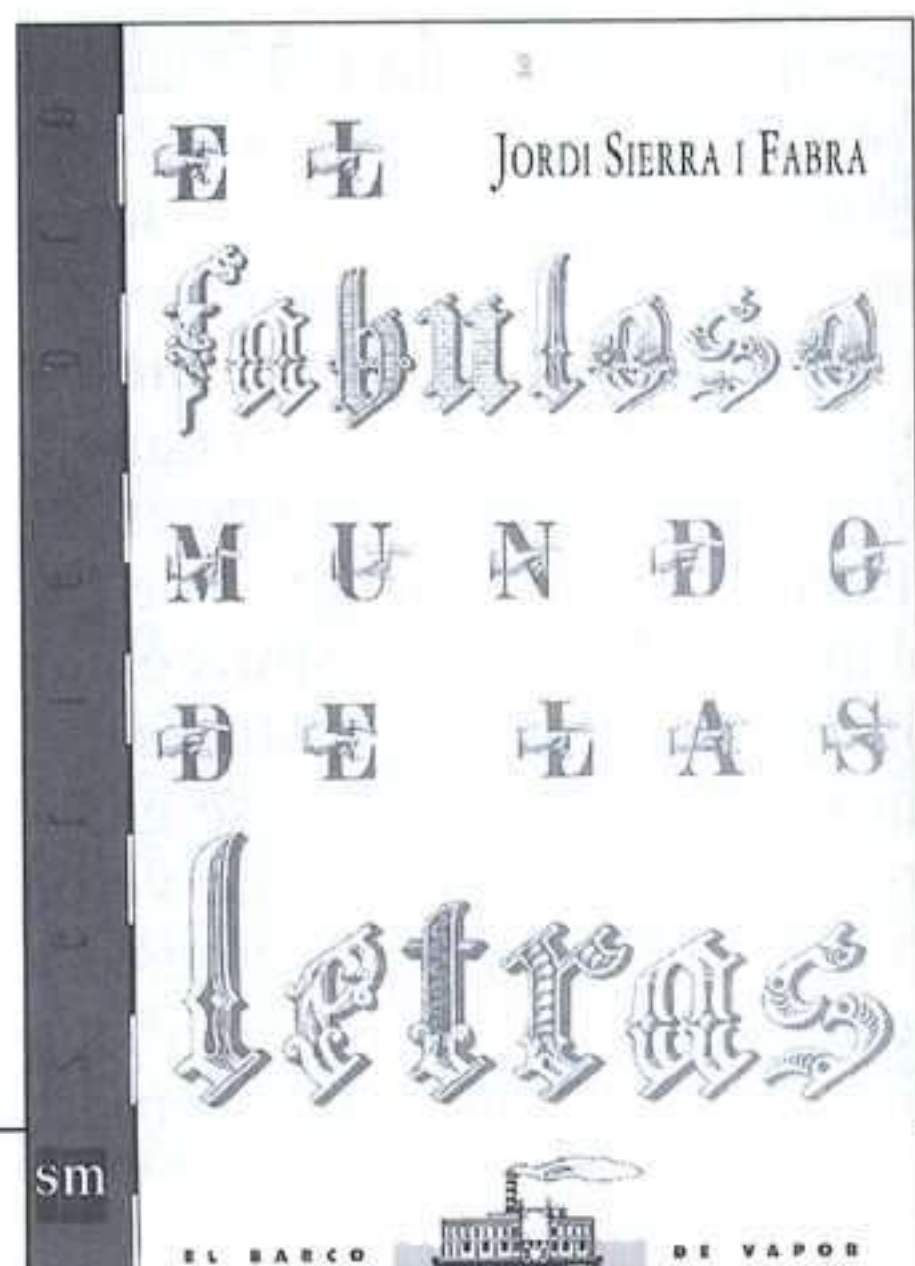 EL
JORDI SIERRA I FABRA
fabuloso
MUNDO
DE LAS
letras
sm
EL BARCO DE VAPOR